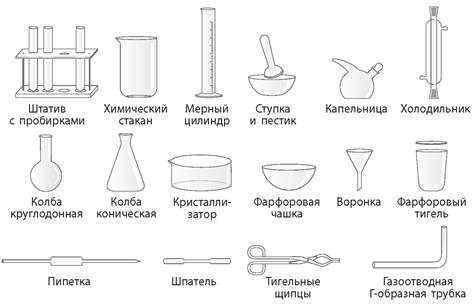 Штатив
с пробирками
Химический
стакан
Мерный
цилиндр
Ступка
и пестик
Капельница
Холодильник
Колба
круглодонная
Колба
коническая
Кристалли-
затор
Фарфоровая
чашка
Воронка
Фарфоровый
тигель
Пипетка
Шпатель
Тигельные
щипцы
Газоотводная
Г-образная трубка